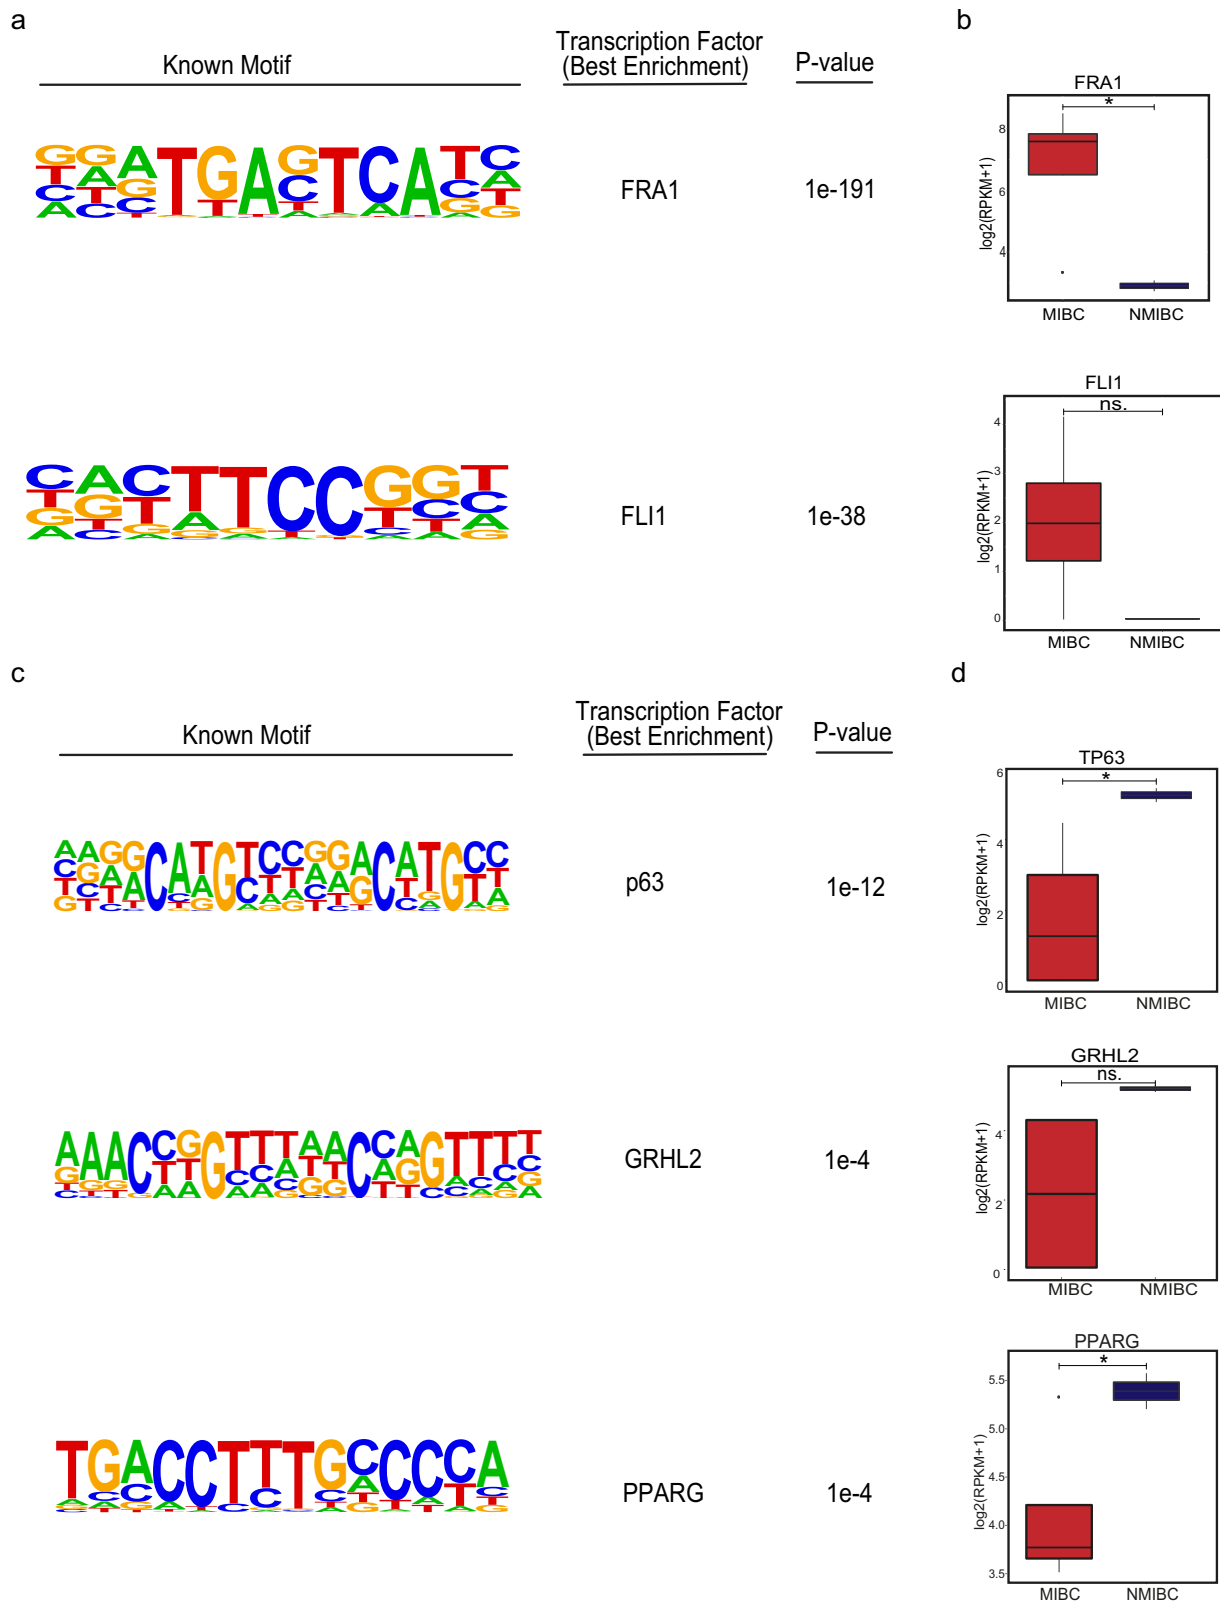 a
Known Motif
Transcription Factor
(Best Enrichment)
P-value
FRA1
1e-191
FLI1
1e-38
b
FRA1
*
8
6
4
log2(RPKM+1)
MIBC NMIBC
FLI1
ns.
4
3
2
1
0
log2(RPKM+1)
MIBC NMIBC
c
Known Motif
Transcription Factor
(Best Enrichment)
P-value
p63
1e-12
GRHL2
1e-4
PPARG
1e-4
d
TP63
*
6
4
2
0
log2(RPKM+1)
MIBC NMIBC
GRHL2
ns.
4
2
0
log2(RPKM+1)
MIBC NMIBC
PPARG
*
5.5
5.0
4.5
4.0
3.5
log2(RPKM+1)
MIBC NMIBC